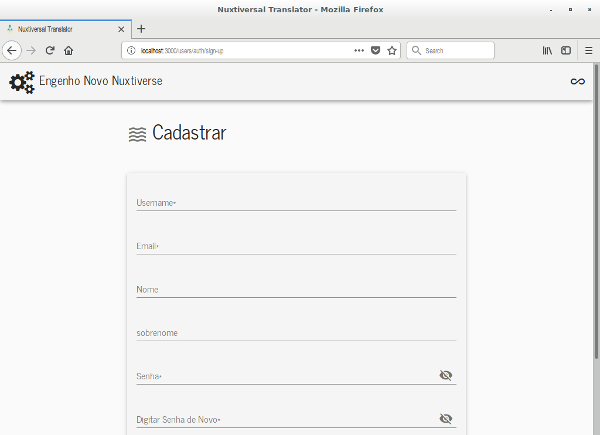 Nuxtiversal Translator - Mozilla Firefox
Nuxtiversal Translator
localhost:3000/users/auth/sign-up
Search
Engenho Novo Nuxtiverse
Cadastrar
Username*
Email*
Nome
sobrenome
Senha*
Digitar Senha de Novo*